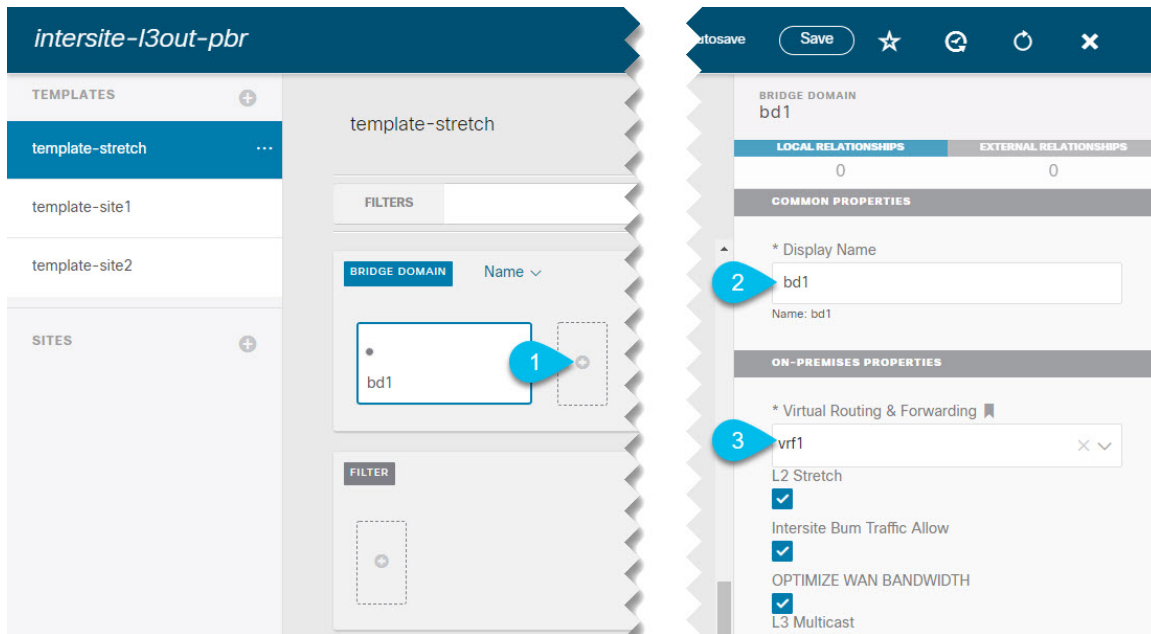 intersite-l3out-pbr
Save
TEMPLATES
template-stretch
template-site1
template-site2
SITES
template-stretch
FILTERS
BRIDGE DOMAIN
Name
bd1
1
FILTER
BRIDGE DOMAIN
bd1
LOCAL RELATIONSHIPS
EXTERNAL RELATIONSHIPS
0
0
COMMON PROPERTIES
* Display Name
2
bd1
Name: bd1
ON-PREMISES PROPERTIES
* Virtual Routing & Forwarding
3
vrf1
L2 Stretch
Intersite Bum Traffic Allow
OPTIMIZE WAN BANDWIDTH
L3 Multicast